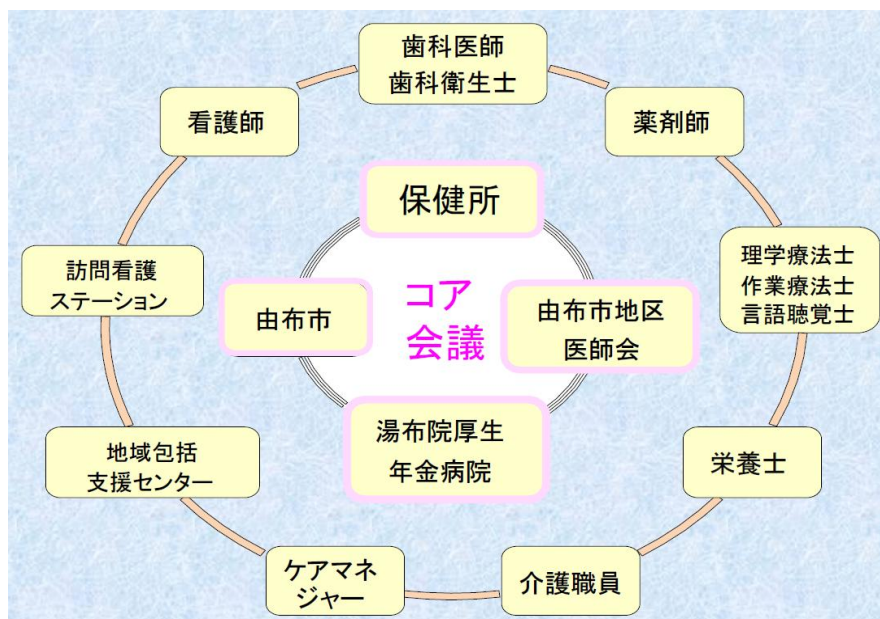 歯科医師
歯科衛生士
看護師
薬剤師
保健所
訪問看護
ステーション
由布市
コア
会議
由布市地区
医師会
理学療法士
作業療法士
言語聴覚士
湯布院厚生
年金病院
地域包括
支援センター
栄養士
ケアマネ
ジャー
介護職員